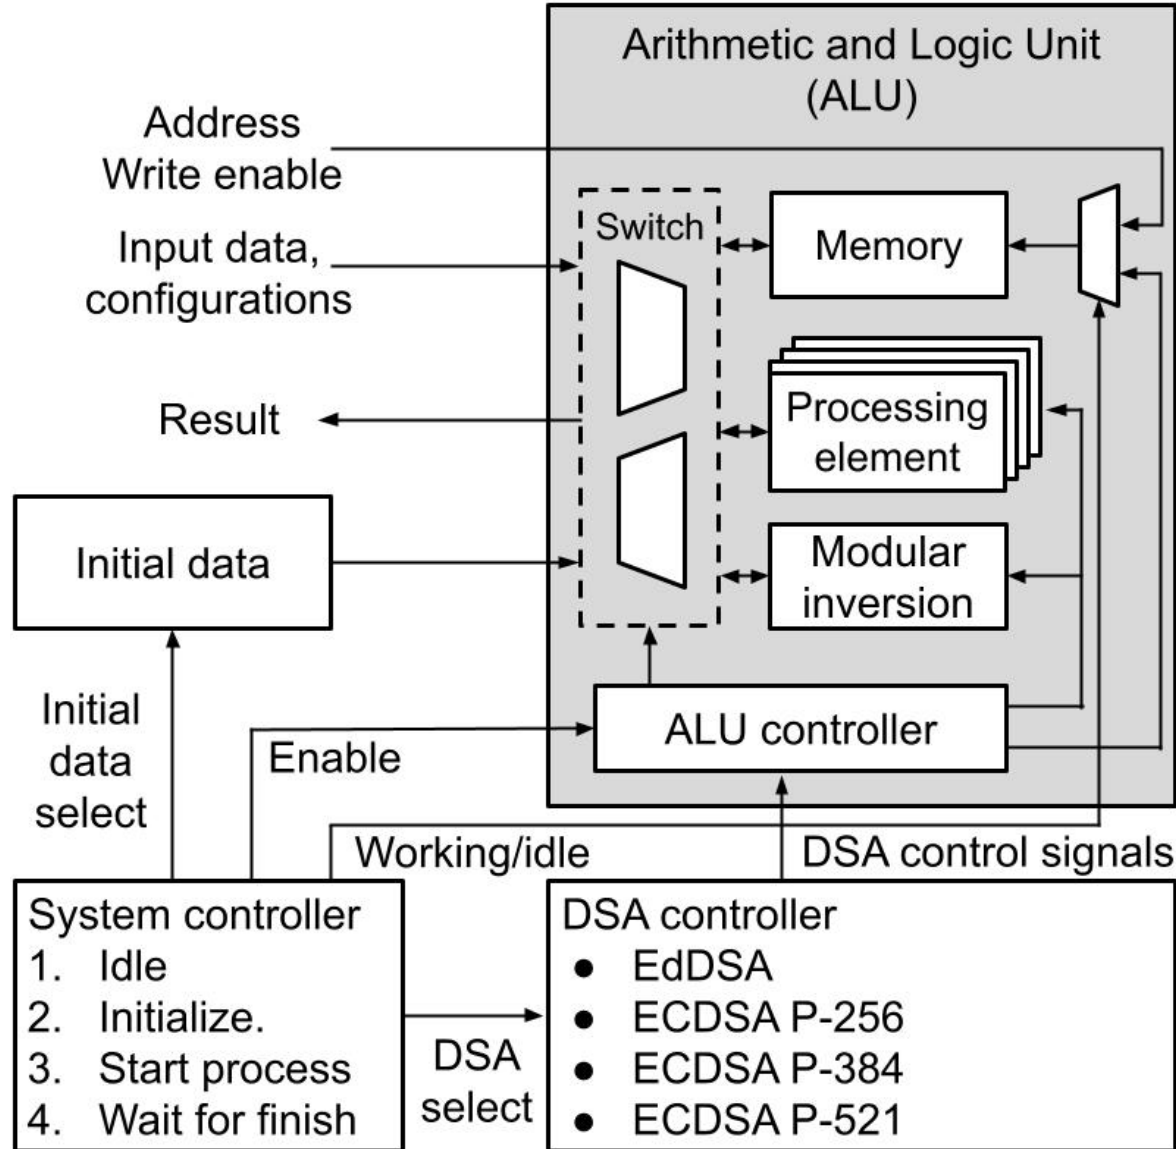 Arithmetic and Logic Unit
(ALU)
Address
Write enable
Input data,
configurations
Switch
Memory
Result
Processing
element
Initial data
Modular
inversion
Initial
data
select
Enable
ALU controller
Working/idle
DSA control signals
System controller
1. Idle
2. Initialize.
3. Start process
4. Wait for finish
DSA
select
DSA controller
● EdDSA
● ECDSA P-256
● ECDSA P-384
● ECDSA P-521